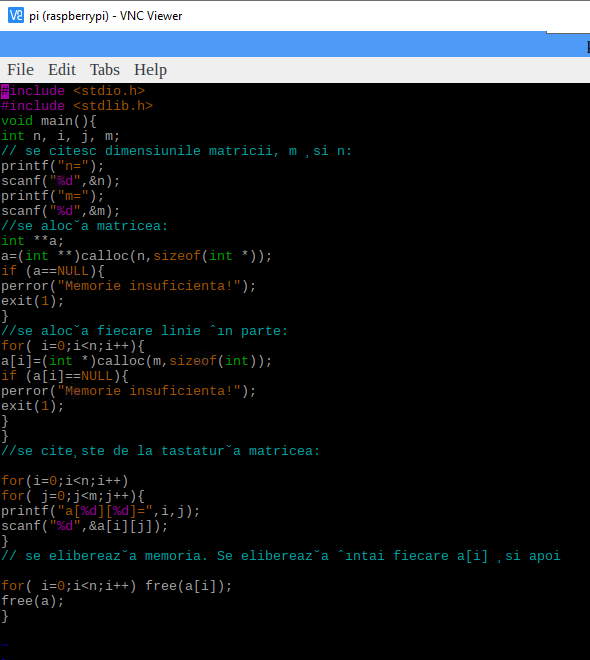 pi (raspberrypi) - VNC Viewer
File Edit Tabs Help
#include <stdio.h>
#include <stdlib.h>
void main(){
int n, i, j, m;
// se citesc dimensiunile matricii, m ¸si n:
printf("n=");
scanf("%d",&n);
printf("m=");
scanf("%d",&m);
//se aloc˘a matricea:
int **a;
a=(int **)calloc(n,sizeof(int *));
if (a==NULL){
perror("Memorie insuficienta!");
exit(1);
}
//se aloc˘a fiecare linie ˆın parte:
for( i=0;i<n;i++){
a[i]=(int *)calloc(m,sizeof(int));
if (a[i]==NULL){
perror("Memorie insuficienta!");
exit(1);
}
}
//se cite¸ste de la tastatur˘a matricea:
for(i=0;i<n;i++)
for( j=0;j<m;j++){
printf("a[%d][%d]=",i,j);
scanf("%d",&a[i][j]);
}
// se elibereaz˘a memoria. Se elibereaz˘a ˆıntai fiecare a[i] ¸si apoi
for( i=0;i<n;i++) free(a[i]);
free(a);
}
~